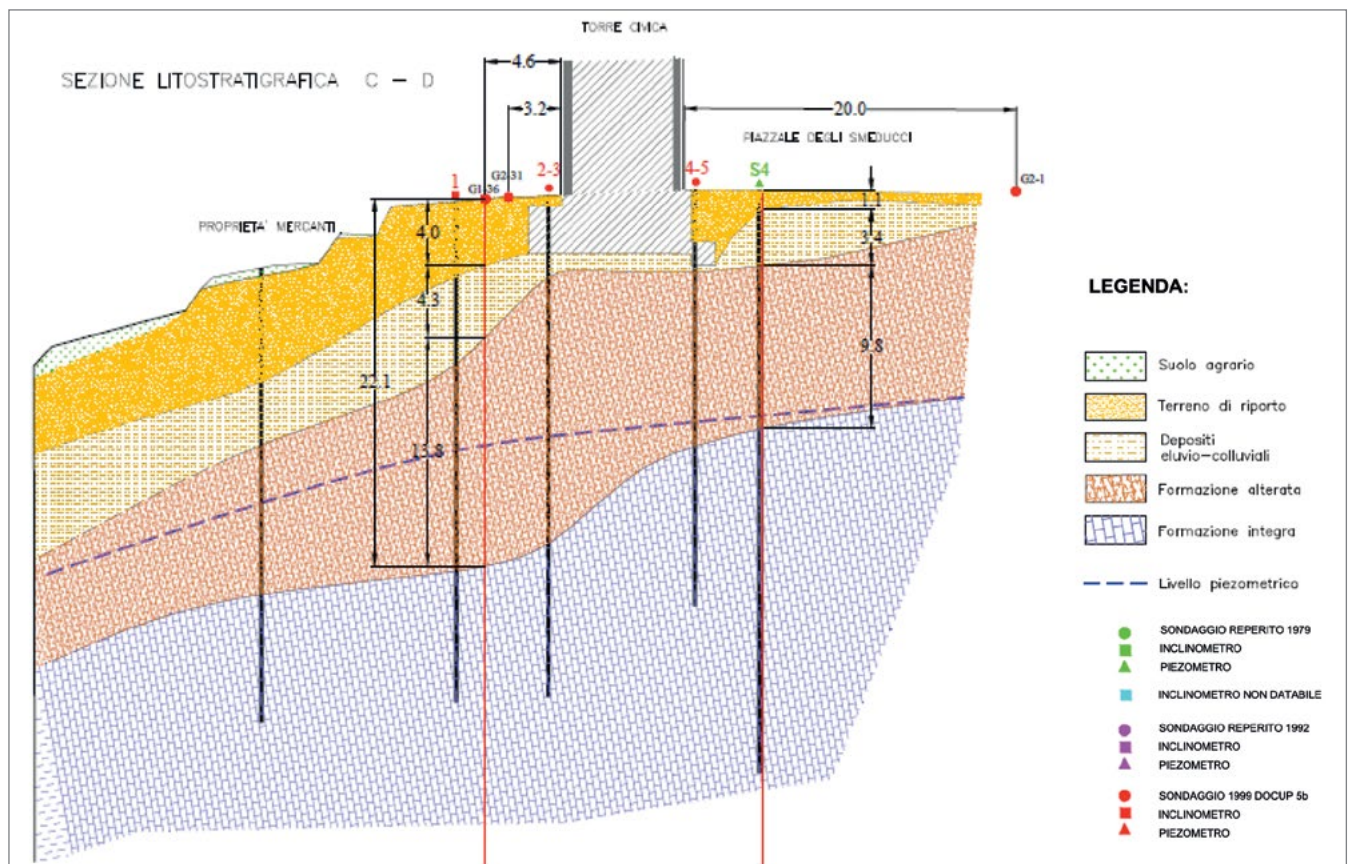 TORRE CIVICA
SEZIONE LITOSTRATIGRAFICA C - D
4.6
3.2
20.0
PIAZZALE DEGLI SMEDUCCI
1
G1-36
G2-31
2-3
4-5
S4
G2-1
PROPRIETA' MERCANTI
4.0
1.1
3.4
4.3
9.8
22.1
13.8
LEGENDA:
Suolo agrario
Terreno di riporto
Depositi
eluvio-colluviali
Formazione alterata
Formazione integra
Livello piezometrico
SONDAGGIO REPERITO 1979
INCLINOMETRO
PIEZOMETRO
INCLINOMETRO NON DATABILE
SONDAGGIO REPERITO 1992
INCLINOMETRO
PIEZOMETRO
SONDAGGIO 1999 DOCUP 5b
INCLINOMETRO
PIEZOMETRO